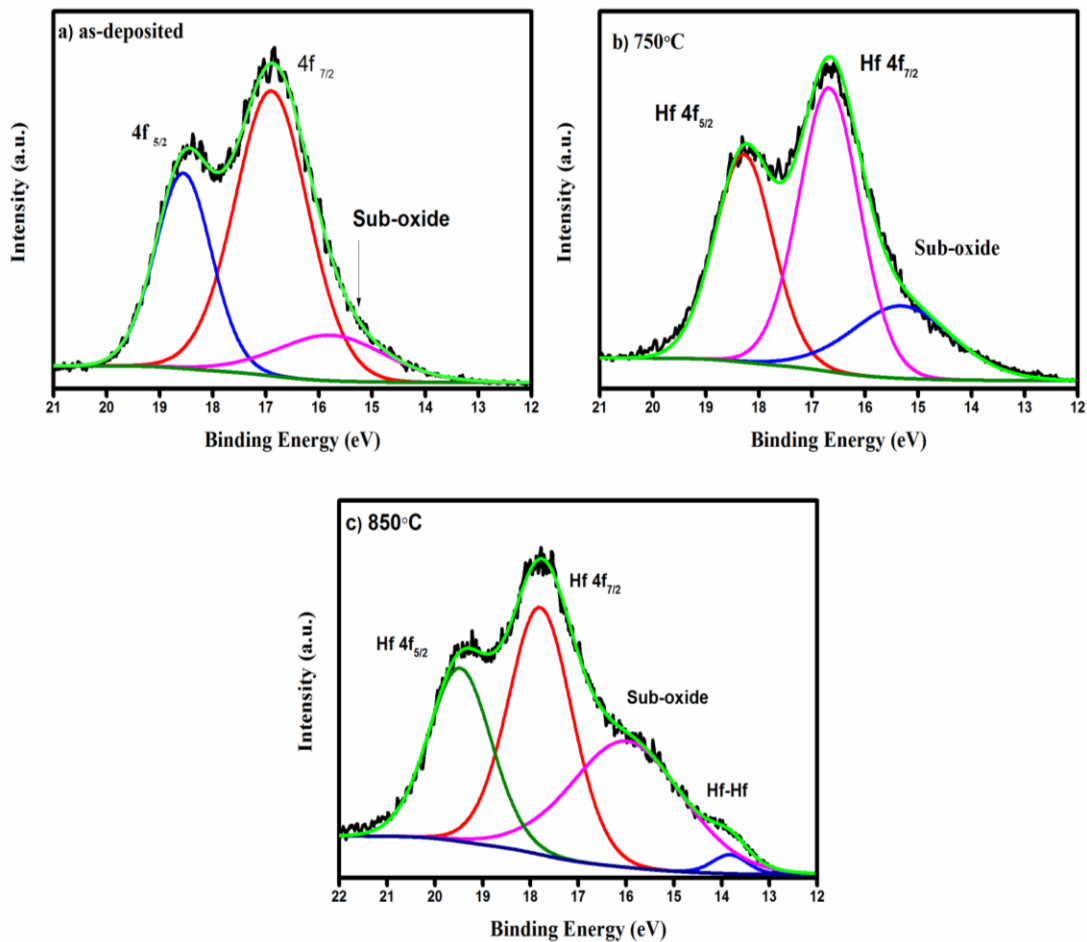 a) as-deposited
4f 7/2
4f 5/2
Sub-oxide
Intensity (a.u.)
21 20 19 18 17 16 15 14 13 12
Binding Energy (eV)
b) 750°C
Hf 4f7/2
Hf 4f5/2
Sub-oxide
Intensity (a.u.)
21 20 19 18 17 16 15 14 13 12
Binding Energy (eV)
c) 850°C
Hf 4f7/2
Hf 4f5/2
Sub-oxide
Hf-Hf
Intensity (a.u.)
22 21 20 19 18 17 16 15 14 13 12
Binding Energy (eV)